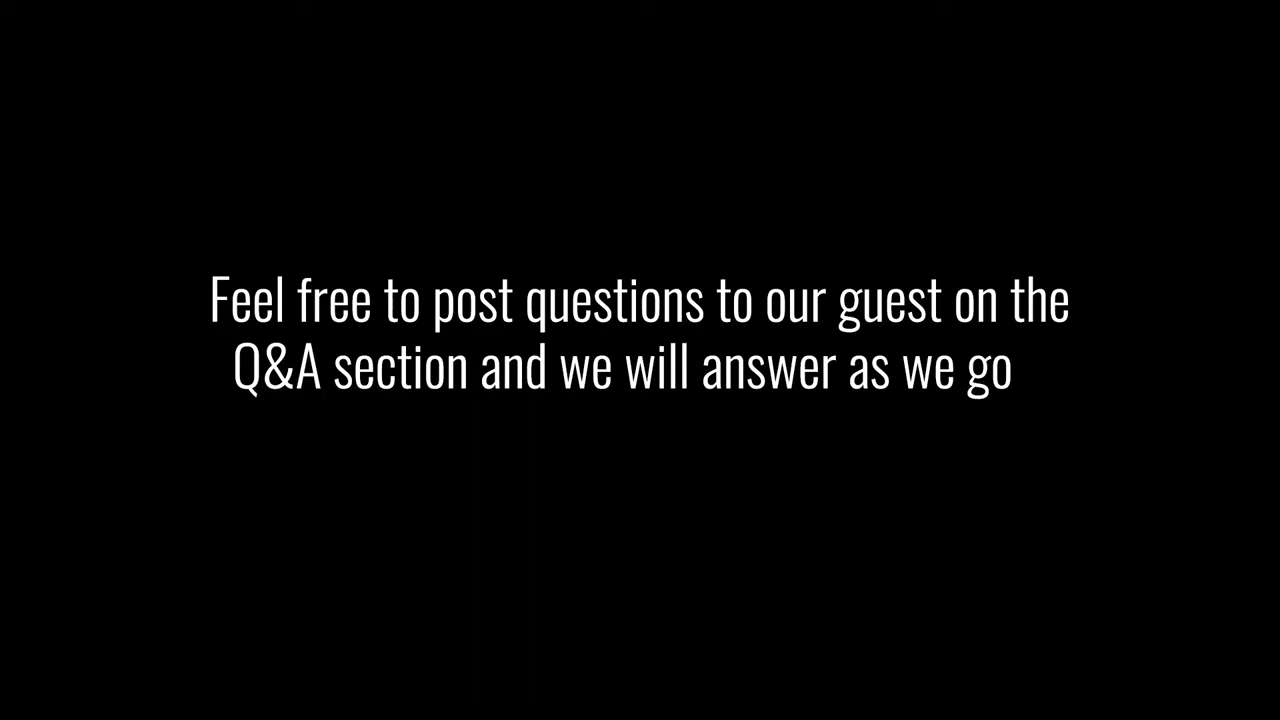 Feel free to post questions to our guest on the
Q&A section and we will answer as we go